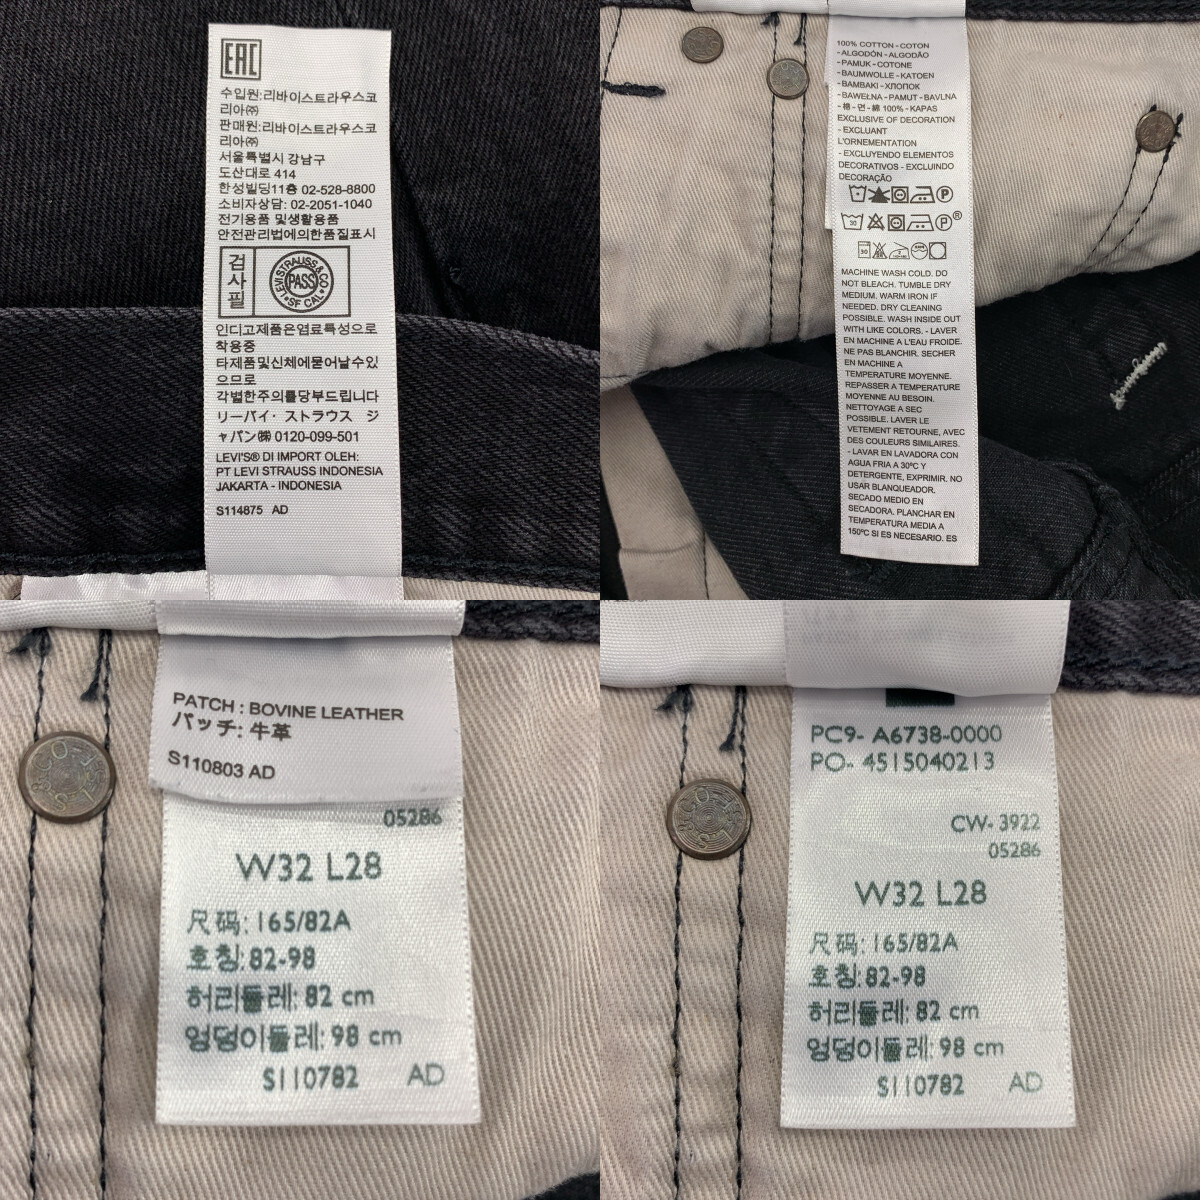 EAC
수입원:리바이스트라우스코
리아㈜
판매원:리바이스트라우스코
리아㈜
서울특별시 강남구
도산대로 414
한성빌딩11층 02-528-8800
소비자상담: 02-2051-1040
전기용품 및생활용품
안전관리법에의한품질표시
검
사
필
LEVI STRAUSS & CO
PASS
SF CAL
인디고제품은염료특성으로
착용중
타제품및신체에묻어날수있
으므로
각별한주의를당부드립니다
リーバイ・ストラウス ジ
ャパン㈱ 0120-099-501
LEVI'S® DI IMPORT OLEH:
PT LEVI STRAUSS INDONESIA
JAKARTA - INDONESIA
S114875 AD
100% COTTON - COTON
- ALGODÓN - ALGODÃO
- PAMUK - COTONE
- BAUMWOLLE - KATOEN
- BAMBAKI - ХЛОПОК
- BAWEŁNA - PAMUT - BAVLNA
- 棉 - 면 - 綿 100% - KAPAS
EXCLUSIVE OF DECORATION
- EXCLUANT
L'ORNEMENTATION
- EXCLUYENDO ELEMENTOS
DECORATIVOS - EXCLUINDO
DECORAÇÃO
MACHINE WASH COLD. DO
NOT BLEACH. TUMBLE DRY
MEDIUM. WARM IRON IF
NEEDED. DRY CLEANING
POSSIBLE. WASH INSIDE OUT
WITH LIKE COLORS. - LAVER
EN MACHINE A L'EAU FROIDE.
NE PAS BLANCHIR. SECHER
EN MACHINE A
TEMPERATURE MOYENNE.
REPASSER A TEMPERATURE
MOYENNE AU BESOIN.
NETTOYAGE A SEC
POSSIBLE. LAVER LE
VETEMENT RETOURNE, AVEC
DES COULEURS SIMILAIRES.
- LAVAR EN LAVADORA CON
AGUA FRIA A 30ºC Y
DETERGENTE, EXPRIMIR. NO
USAR BLANQUEADOR.
SECADO MEDIO EN
SECADORA. PLANCHAR EN
TEMPERATURA MEDIA A
150ºC SI ES NECESARIO. ES
PATCH : BOVINE LEATHER
パッチ: 牛革
S110803 AD
05286
W32 L28
尺码: 165/82A
호칭: 82-98
허리둘레: 82 cm
엉덩이둘레: 98 cm
S110782 AD
PC9- A6738-0000
PO- 4515040213
CW- 3922
05286
W32 L28
尺码: 165/82A
호칭: 82-98
허리둘레: 82 cm
엉덩이둘레: 98 cm
S110782 AD